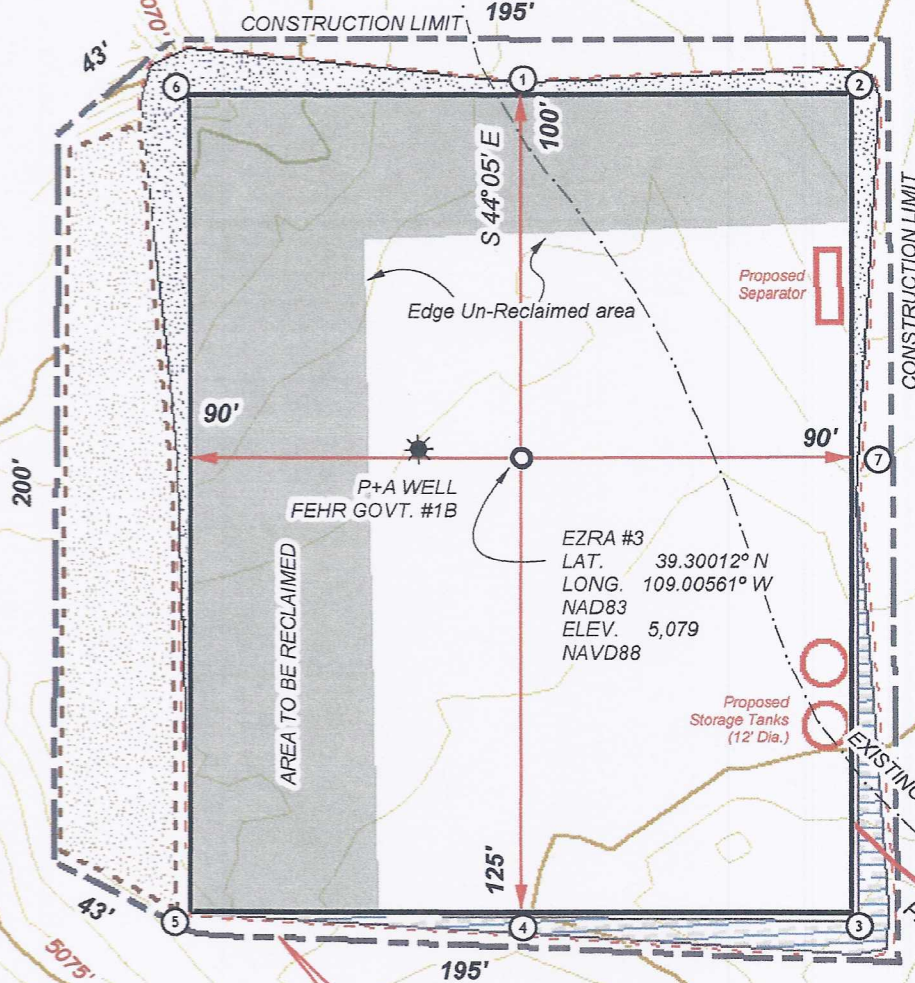 CONSTRUCTION LIMIT
195'
5070'
43'
6
1
2
100'
S 44°05' E
CONSTRUCTION LIMIT
Proposed
Separator
Edge Un-Reclaimed area
90'
90'
7
200'
P+A WELL
FEHR GOVT. #1B
EZRA #3
LAT. 39.30012° N
LONG. 109.00561° W
NAD83
ELEV. 5,079
NAVD88
AREA TO BE RECLAIMED
Proposed
Storage Tanks
(12' Dia.)
EXISTING
125'
43'
5
4
3
5075'
195'